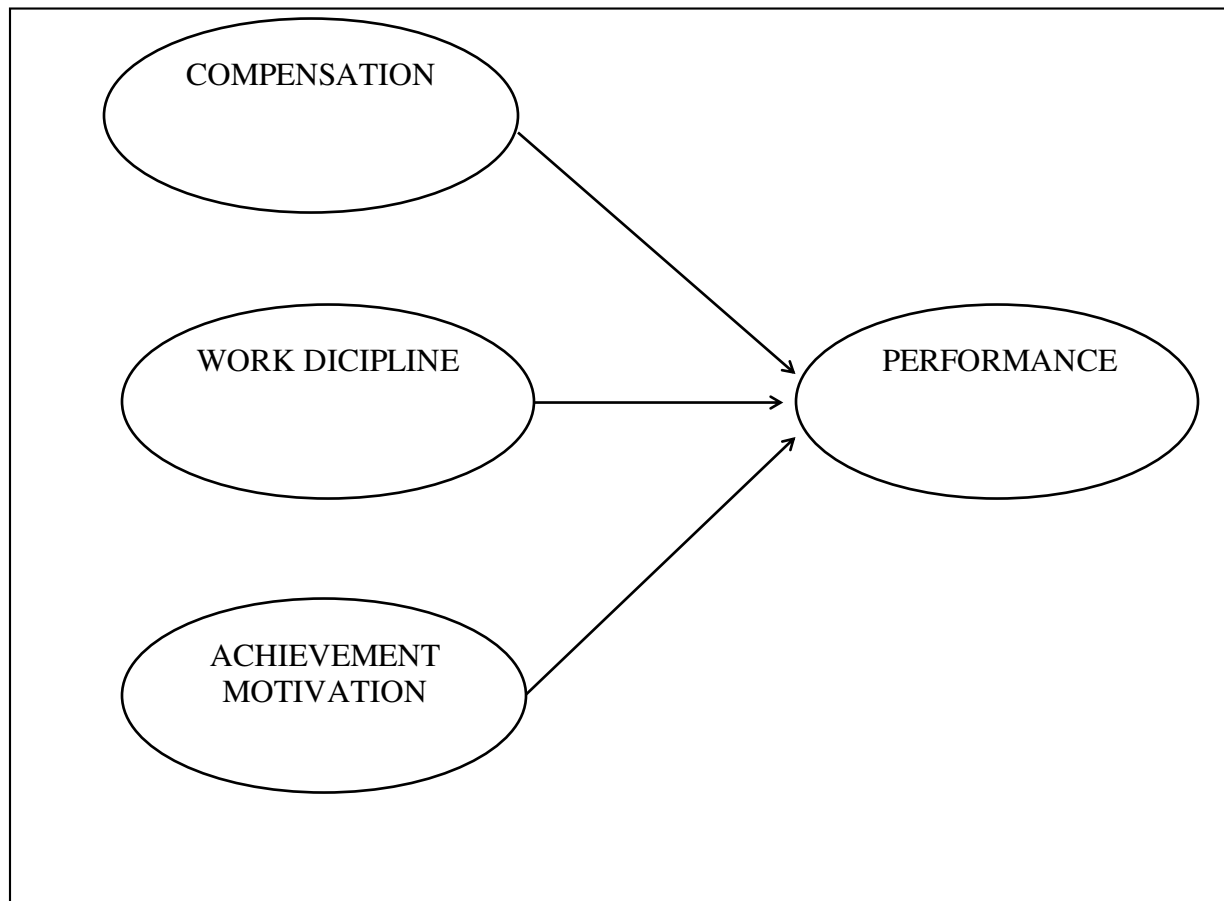 COMPENSATION
WORK DICIPLINE
PERFORMANCE
ACHIEVEMENT
MOTIVATION